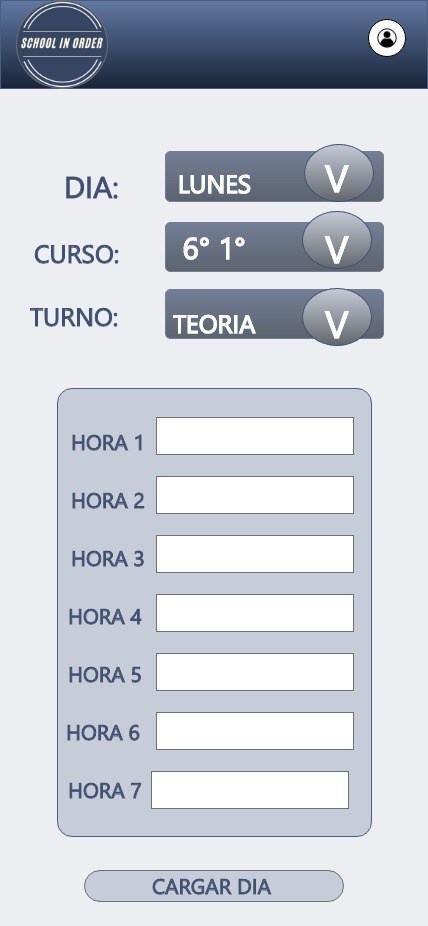 SCHOOL IN ORDER
DIA:
LUNES
V
CURSO:
6° 1°
V
TURNO:
TEORIA
V
HORA 1
HORA 2
HORA 3
HORA 4
HORA 5
HORA 6
HORA 7
CARGAR DIA